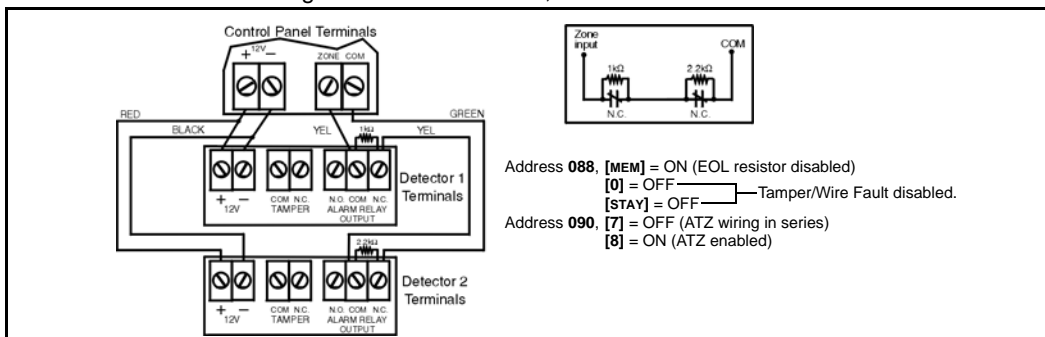 Control Panel Terminals
+ 12V –
ZONE COM
RED
BLACK
YEL
1kΩ
YEL
GREEN
Detector 1
Terminals
+ –
12V
COM N.C.
TAMPER
N.O. COM N.C.
ALARM RELAY
OUTPUT
2.2kΩ
Detector 2
Terminals
+ –
12V
COM N.C.
TAMPER
N.O. COM N.C.
ALARM RELAY
OUTPUT
Zone
input
COM
1kΩ
2.2kΩ
N.C.
N.C.
Address 088, [MEM] = ON (EOL resistor disabled)
[0] = OFF
[STAY] = OFF
Tamper/Wire Fault disabled.
Address 090, [7] = OFF (ATZ wiring in series)
[8] = ON (ATZ enabled)